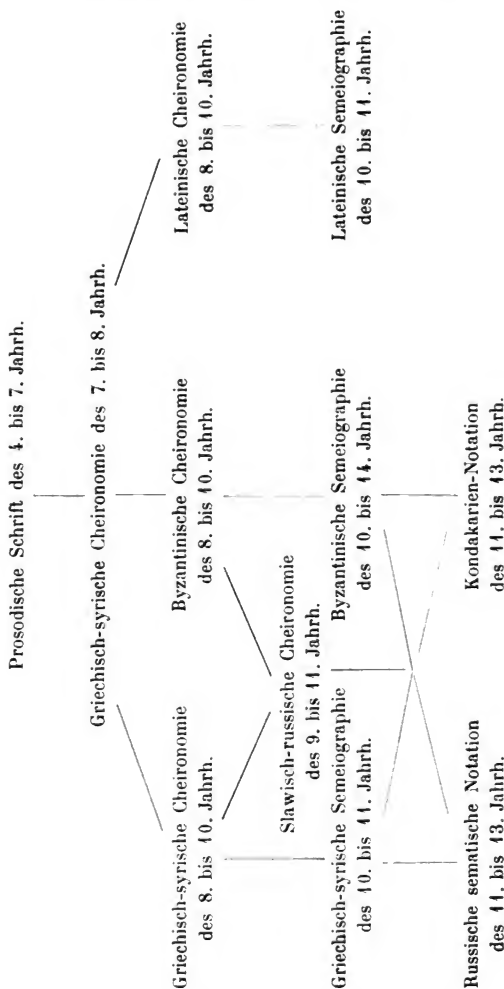 Prosodische Schrift des 4. bis 7. Jahrh.
Griechisch-syrische Cheironomie des 7. bis 8. Jahrh.
Griechisch-syrische Cheironomie
des 8. bis 10. Jahrh.
Byzantinische Cheironomie
des 8. bis 10. Jahrh.
Lateinische Cheironomie
des 8. bis 10. Jahrh.
Slawisch-russische Cheironomie
des 9. bis 11. Jahrh.
Griechisch-syrische Semeiographie
des 10. bis 11. Jahrh.
Byzantinische Semeiographie
des 10. bis 14. Jahrh.
Lateinische Semeiographie
des 10. bis 11. Jahrh.
Russische sematische Notation
des 11. bis 13. Jahrh.
Kondakarien-Notation
des 11. bis 13. Jahrh.